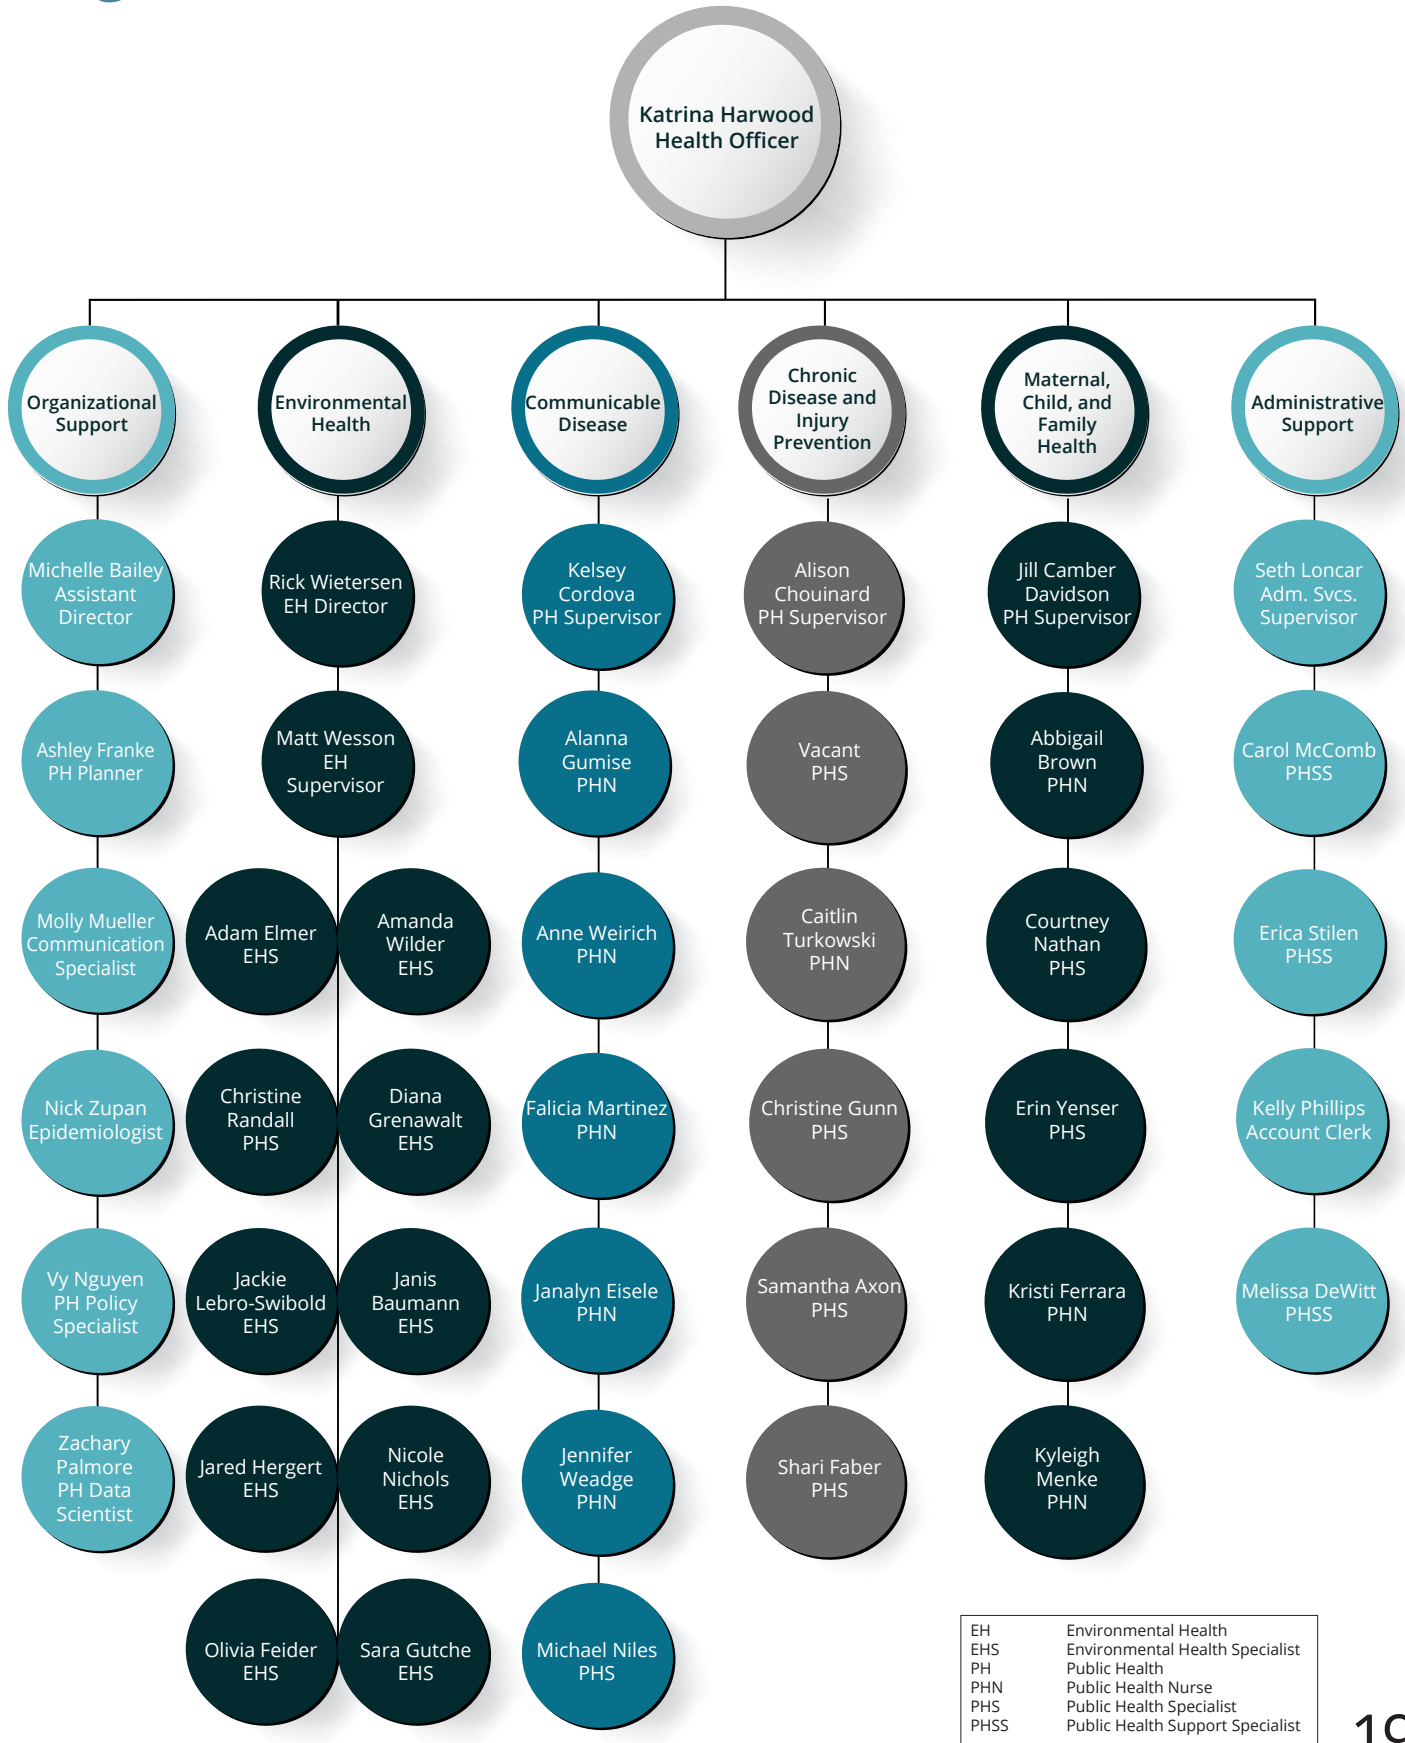 Katrina Harwood
Health Officer
Organizational
Support
Environmental
Health
Communicable
Disease
Chronic
Disease and
Injury
Prevention
Maternal,
Child, and
Family
Health
Administrative
Support
Michelle Bailey
Assistant
Director
Rick Wietersen
EH Director
Kelsey
Cordova
PH Supervisor
Alison
Chouinard
PH Supervisor
Jill Camber
Davidson
PH Supervisor
Seth Loncar
Adm. Svcs.
Supervisor
Ashley Franke
PH Planner
Matt Wesson
EH
Supervisor
Alanna
Gumise
PHN
Vacant
PHS
Abbigail
Brown
PHN
Carol McComb
PHSS
Molly Mueller
Communication
Specialist
Adam Elmer
EHS
Amanda
Wilder
EHS
Anne Weirich
PHN
Caitlin
Turkowski
PHN
Courtney
Nathan
PHS
Erica Stilen
PHSS
Nick Zupan
Epidemiologist
Christine
Randall
PHS
Diana
Grenawalt
EHS
Falicia Martinez
PHN
Christine Gunn
PHS
Erin Yenser
PHS
Kelly Phillips
Account Clerk
Vy Nguyen
PH Policy
Specialist
Jackie
Lebro-Swibold
EHS
Janis
Baumann
EHS
Janalyn Eisele
PHN
Samantha Axon
PHS
Kristi Ferrara
PHN
Melissa DeWitt
PHSS
Zachary
Palmore
PH Data
Scientist
Jared Hergert
EHS
Nicole
Nichols
EHS
Jennifer
Weadge
PHN
Shari Faber
PHS
Kyleigh
Menke
PHN
Olivia Feider
EHS
Sara Gutche
EHS
Michael Niles
PHS
EH Environmental Health
EHS Environmental Health Specialist
PH Public Health
PHN Public Health Nurse
PHS Public Health Specialist
PHSS Public Health Support Specialist